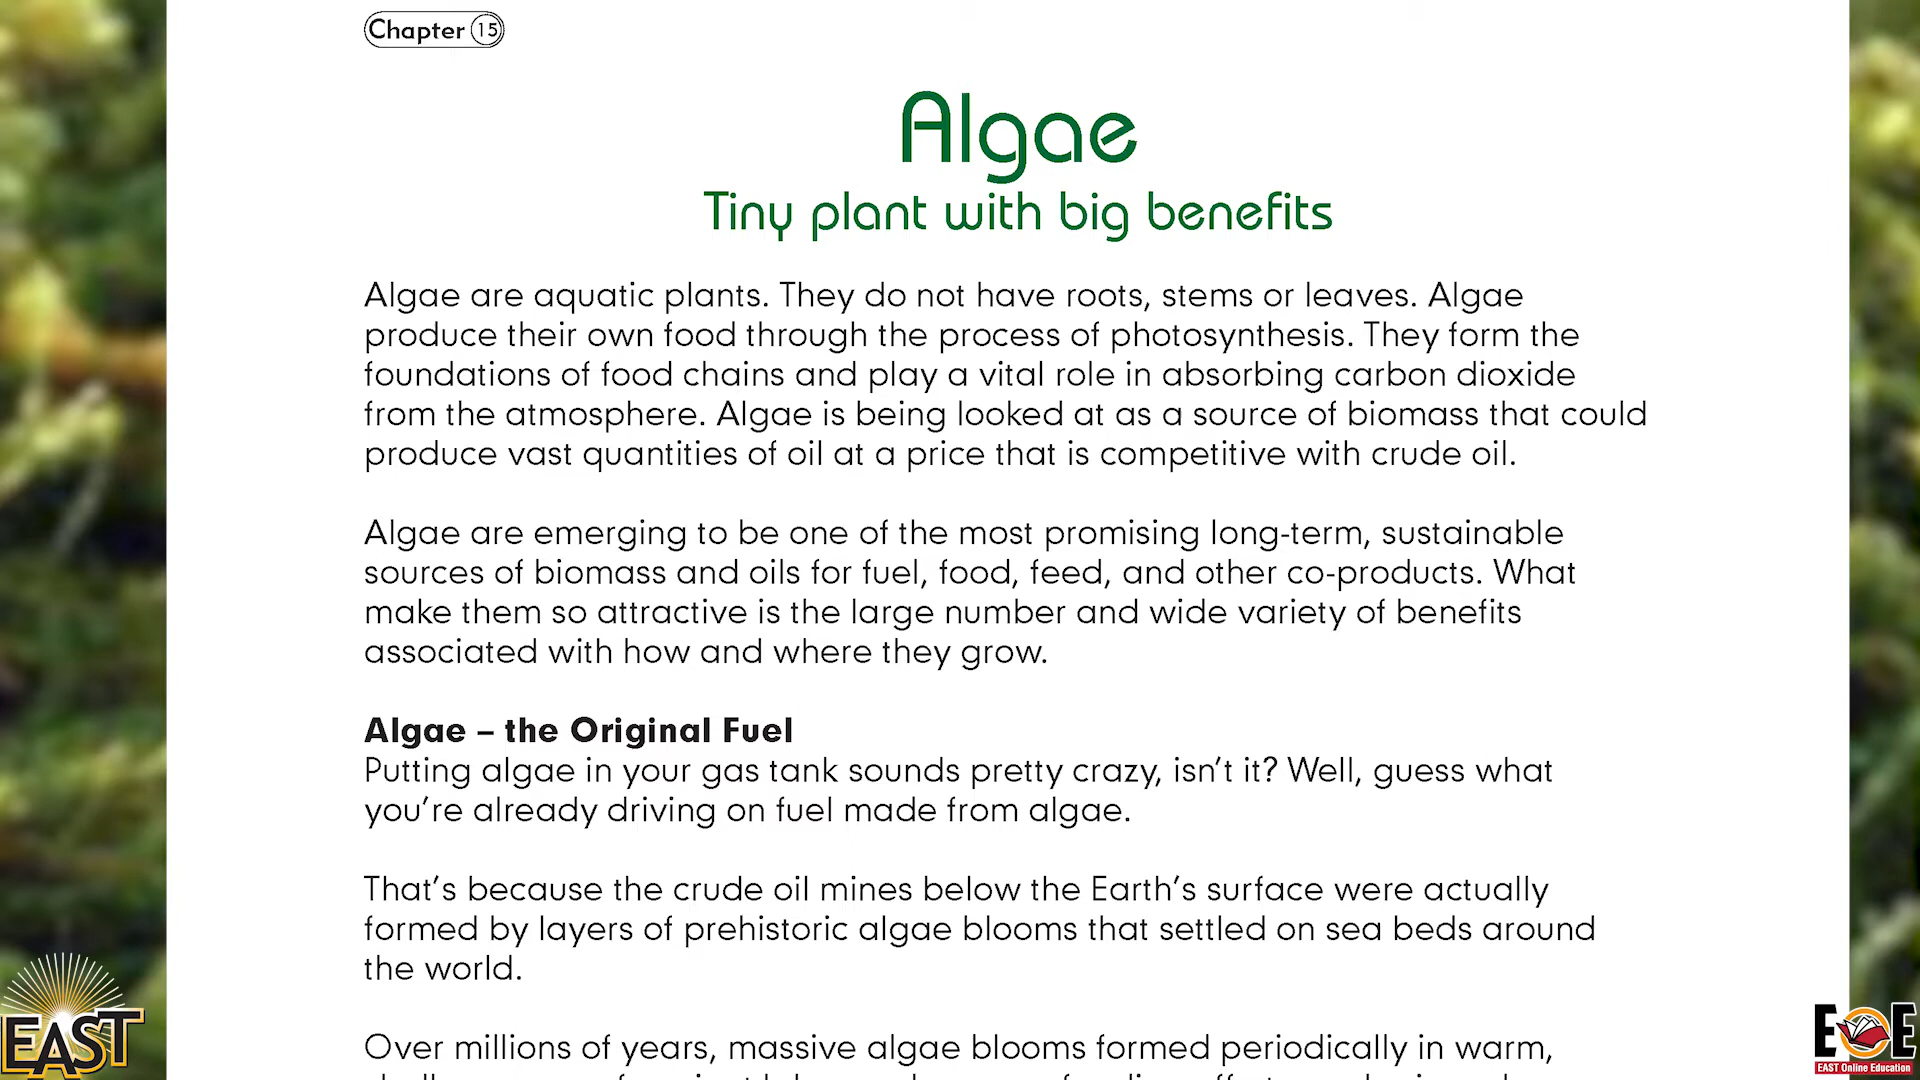 Chapter 15
Algae
Tiny plant with big benefits
Algae are aquatic plants. They do not have roots, stems or leaves. Algae
produce their own food through the process of photosynthesis. They form the
foundations of food chains and play a vital role in absorbing carbon dioxide
from the atmosphere. Algae is being looked at as a source of biomass that could
produce vast quantities of oil at a price that is competitive with crude oil.
Algae are emerging to be one of the most promising long-term, sustainable
sources of biomass and oils for fuel, food, feed, and other co-products. What
make them so attractive is the large number and wide variety of benefits
associated with how and where they grow.
Algae – the Original Fuel
Putting algae in your gas tank sounds pretty crazy, isn't it? Well, guess what
you're already driving on fuel made from algae.
That's because the crude oil mines below the Earth's surface were actually
formed by layers of prehistoric algae blooms that settled on sea beds around
the world.
Over millions of years, massive algae blooms formed periodically in warm,
EAST
EOE
EAST Online Education